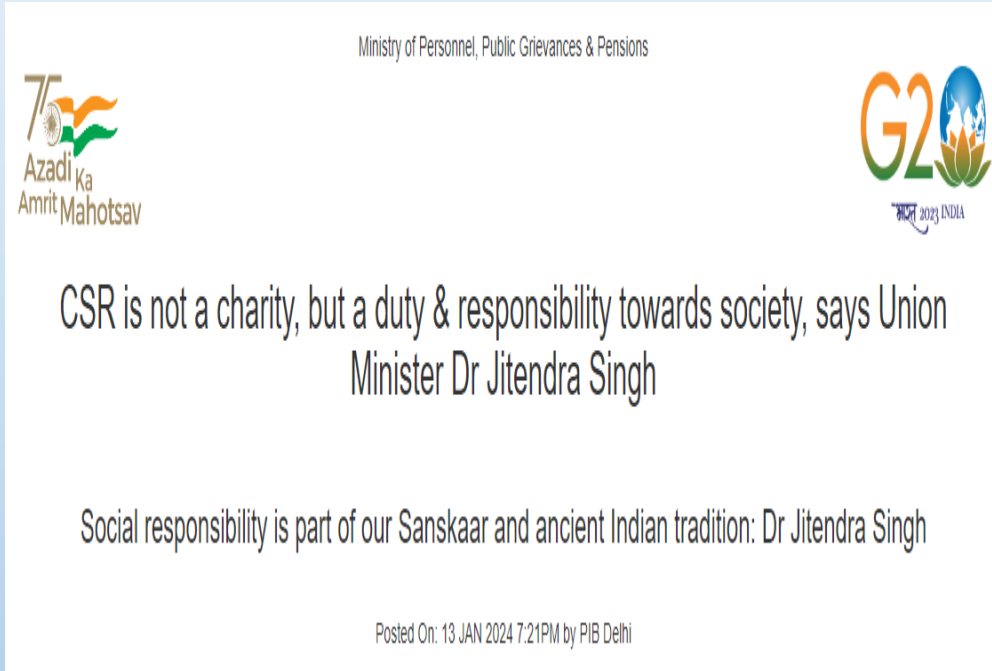 Ministry of Personnel, Public Grievances & Pensions
75
Azadi Ka
Amrit Mahotsav
G20
भारत 2023 INDIA
CSR is not a charity, but a duty & responsibility towards society, says Union
Minister Dr Jitendra Singh
Social responsibility is part of our Sanskaar and ancient Indian tradition: Dr Jitendra Singh
Posted On: 13 JAN 2024 7:21PM by PIB Delhi